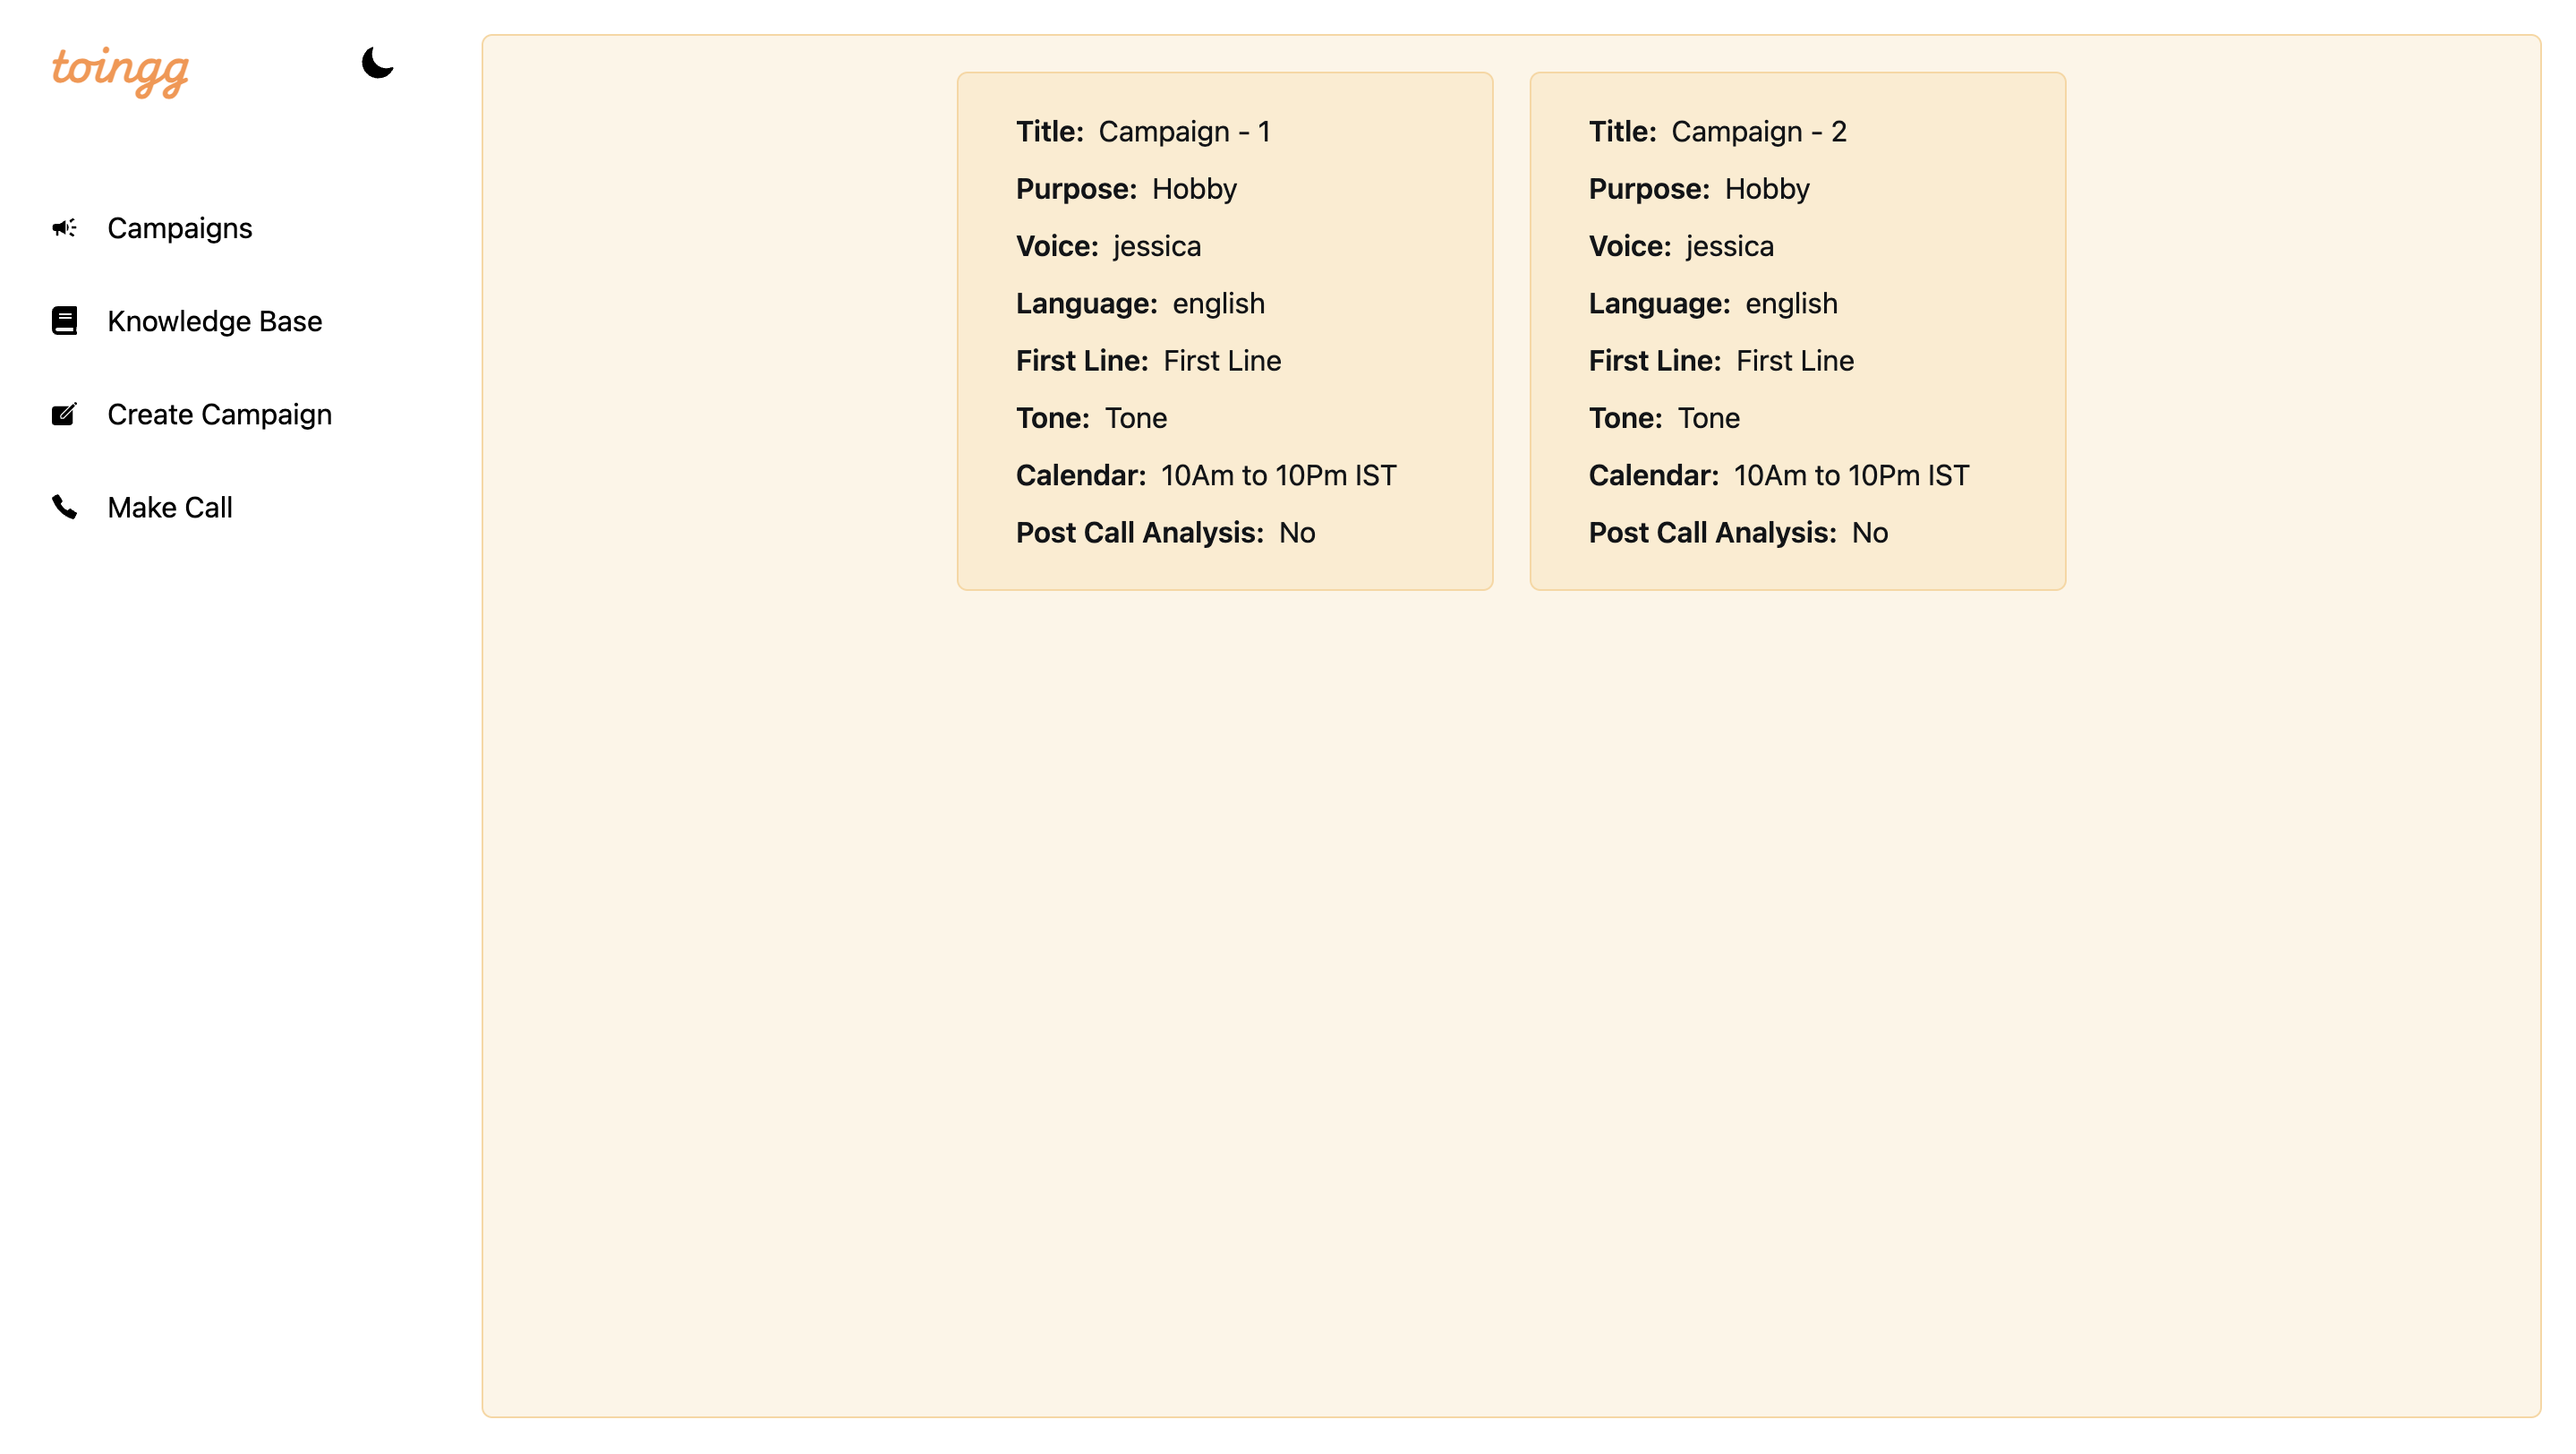 toingg
Campaigns
Knowledge Base
Create Campaign
Make Call
Title: Campaign - 1
Purpose: Hobby
Voice: jessica
Language: english
First Line: First Line
Tone: Tone
Calendar: 10Am to 10Pm IST
Post Call Analysis: No
Title: Campaign - 2
Purpose: Hobby
Voice: jessica
Language: english
First Line: First Line
Tone: Tone
Calendar: 10Am to 10Pm IST
Post Call Analysis: No